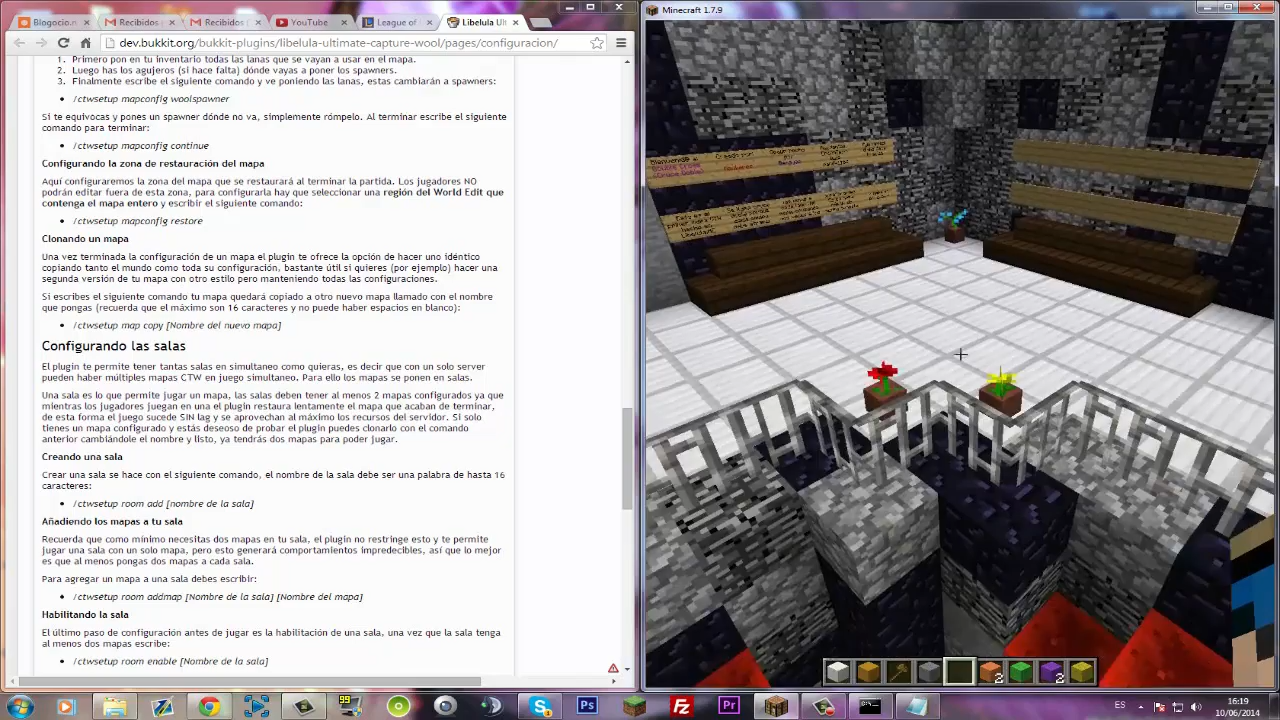 Blogocio.n
Recibidos
Recibidos (
YouTube
League of
Libelula Ult
Minecraft 1.7.9
dev.bukkit.org/bukkit-plugins/libelula-ultimate-capture-wool/pages/configuracion/
1. Primero pon en tu inventario todas las lanas que se vayan a usar en el mapa.
2. Luego has los agujeros (si hace falta) dónde vayas a poner los spawners.
3. Finalmente escribe el siguiente comando y ve poniendo las lanas, estas cambiarán a spawners:
• /ctwsetup mapconfig woolspawner
Si te equivocas y pones un spawner dónde no va, simplemente rómpelo. Al terminar escribe el siguiente
comando para terminar:
• /ctwsetup mapconfig continue
Configurando la zona de restauración del mapa
Aquí configuraremos la zona del mapa que se restaurará al terminar la partida. Los jugadores NO
podrán editar fuera de esta zona, para configurarla hay que seleccionar una región del World Edit que
contenga el mapa entero y escribir el siguiente comando:
• /ctwsetup mapconfig restore
Clonando un mapa
Una vez terminada la configuración de un mapa el plugin te ofrece la opción de hacer uno idéntico
copiando tanto el mundo como toda su configuración, bastante útil si quieres (por ejemplo) hacer una
segunda versión de tu mapa con otro estilo pero manteniendo todas las configuraciones.
Si escribes el siguiente comando tu mapa quedará copiado a otro nuevo mapa llamado con el nombre
que pongas (recuerda que el máximo son 16 caracteres y no puede haber espacios en blanco):
• /ctwsetup map copy [Nombre del nuevo mapa]
Configurando las salas
El plugin te permite tener tantas salas en simultaneo como quieras, es decir que con un solo server
pueden haber múltiples mapas CTW en juego simultaneo. Para ello los mapas se ponen en salas.
Una sala es lo que permite jugar un mapa, las salas deben tener al menos 2 mapas configurados ya que
mientras los jugadores juegan en una el plugin restaura lentamente el mapa que acaban de terminar,
de esta forma el juego sucede SIN lag y se aprovechan al máximo los recursos del servidor. Si solo
tienes un mapa configurado y estás deseoso de probar el plugin puedes clonarlo con el comando
anterior cambiándole el nombre y listo, ya tendrás dos mapas para poder jugar.
Creando una sala
Crear una sala se hace con el siguiente comando, el nombre de la sala debe ser una palabra de hasta 16
caracteres:
• /ctwsetup room add [nombre de la sala]
Añadiendo los mapas a tu sala
Recuerda que como mínimo necesitas dos mapas en tu sala, el plugin no restringe esto y te permite
jugar una sala con un solo mapa, pero esto generará comportamientos impredecibles, así que lo mejor
es que al menos pongas dos mapas a cada sala.
Para agregar un mapa a una sala debes escribir:
• /ctwsetup room addmap [Nombre de la sala] [Nombre del mapa]
Habilitando la sala
El último paso de configuración antes de jugar es la habilitación de una sala, una vez que la sala tenga
al menos dos mapas escribe:
• /ctwsetup room enable [Nombre de la sala]
2
2
99
Ps
Fz
Pr
ES
16:19
10/06/2014